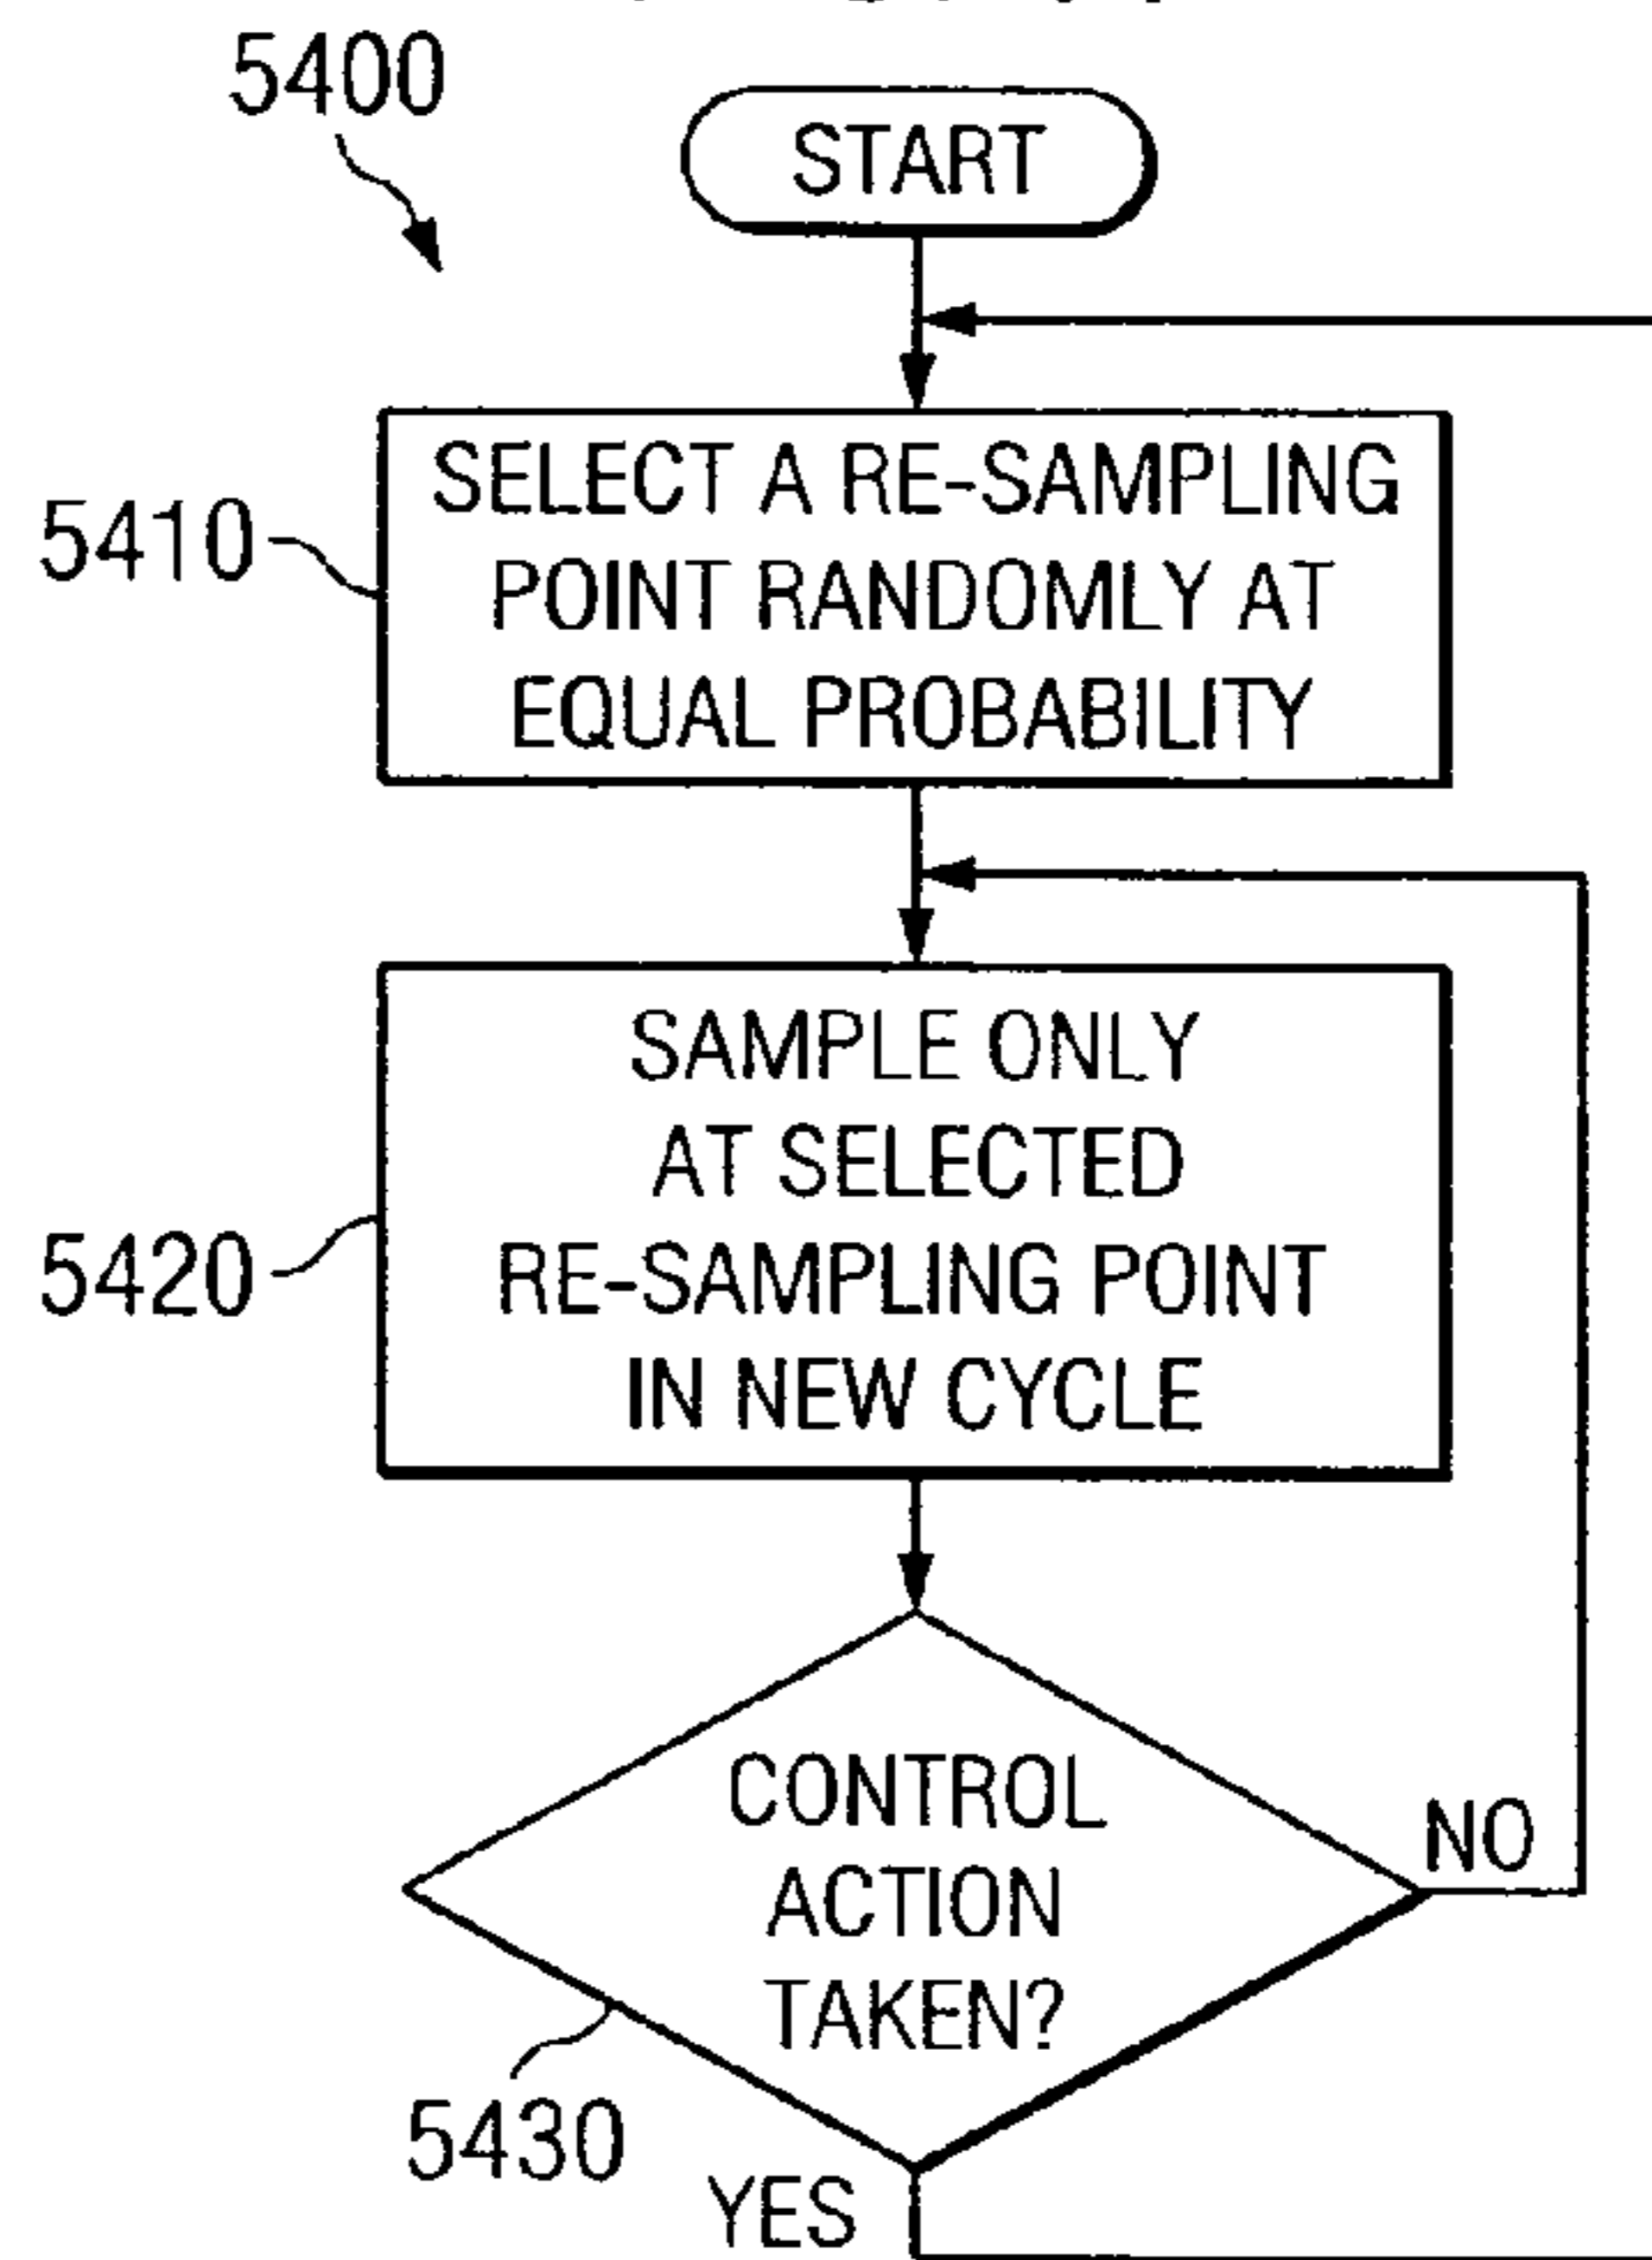 5400
START
SELECT A RE-SAMPLING
POINT RANDOMLY AT
EQUAL PROBABILITY
5410
SAMPLE ONLY
AT SELECTED
RE-SAMPLING POINT
IN NEW CYCLE
5420
CONTROL
ACTION
TAKEN?
NO
5430
YES